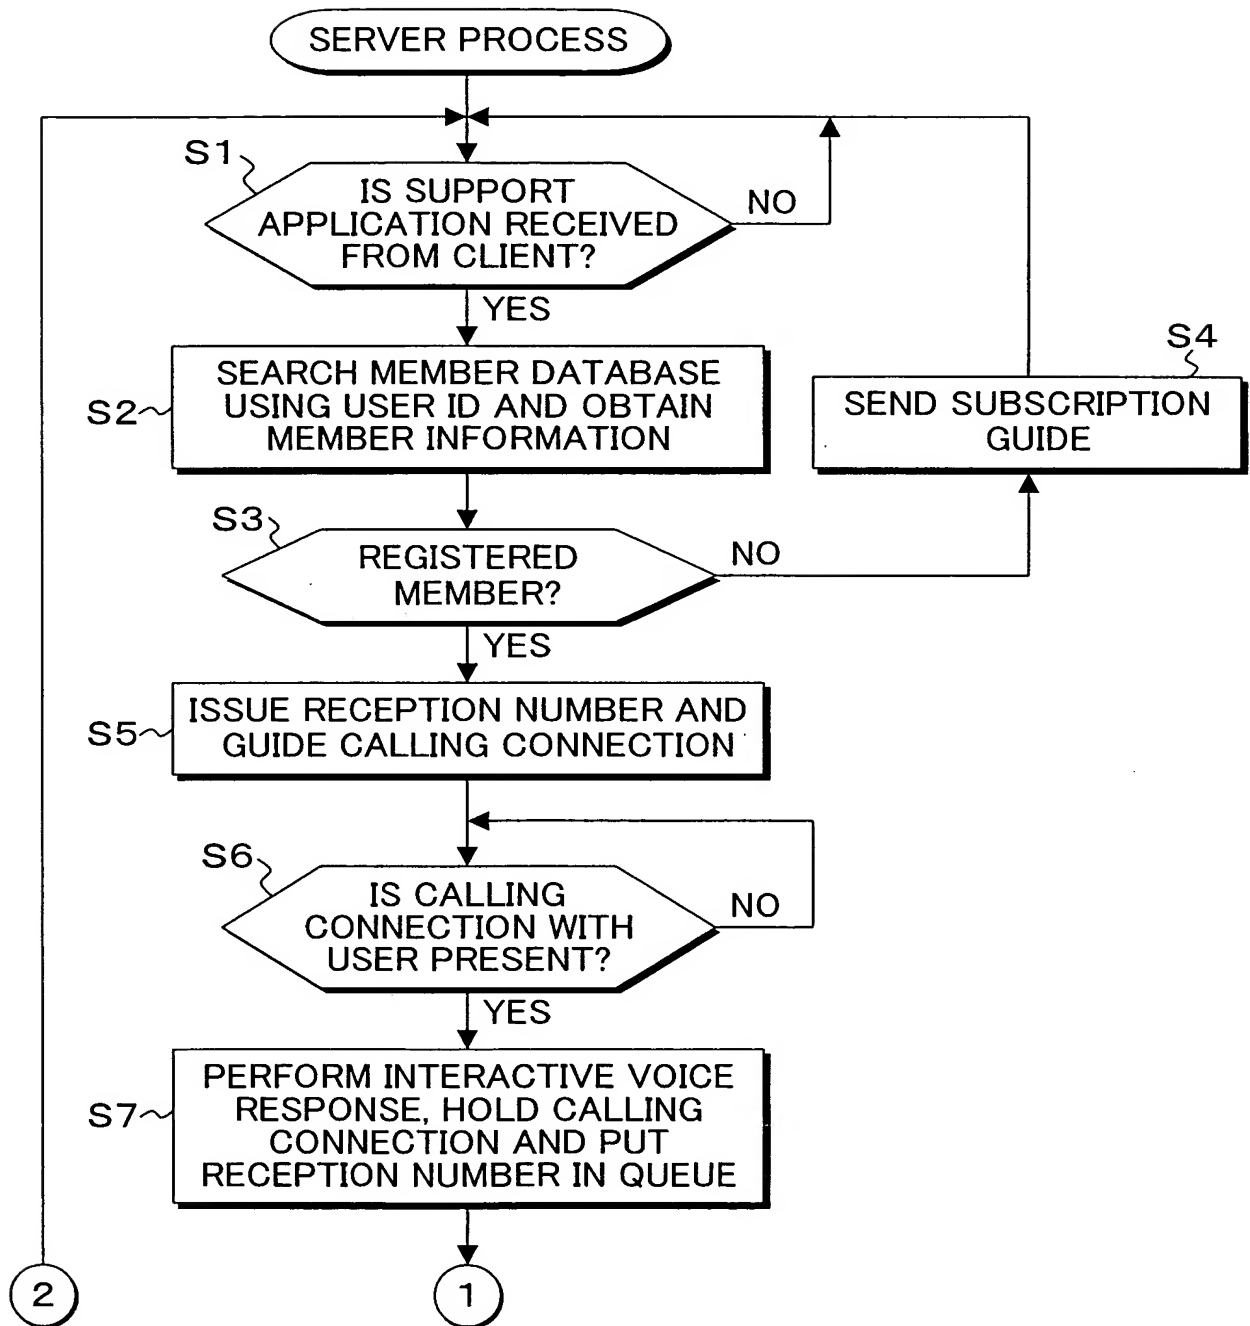 SERVER PROCESS
S1
IS SUPPORT
APPLICATION RECEIVED
FROM CLIENT?
NO
YES
S2
SEARCH MEMBER DATABASE
USING USER ID AND OBTAIN
MEMBER INFORMATION
S4
SEND SUBSCRIPTION
GUIDE
S3
REGISTERED
MEMBER?
NO
YES
S5
ISSUE RECEPTION NUMBER AND
GUIDE CALLING CONNECTION
S6
IS CALLING
CONNECTION WITH
USER PRESENT?
NO
YES
S7
PERFORM INTERACTIVE VOICE
RESPONSE, HOLD CALLING
CONNECTION AND PUT
RECEPTION NUMBER IN QUEUE
2
1